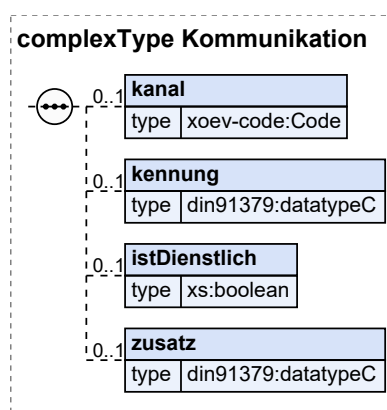 complexType Kommunikation
0..1 kanal
type xoev-code:Code
0..1 kennung
type din91379:datatypeC
0..1 istDienstlich
type xs:boolean
0..1 zusatz
type din91379:datatypeC